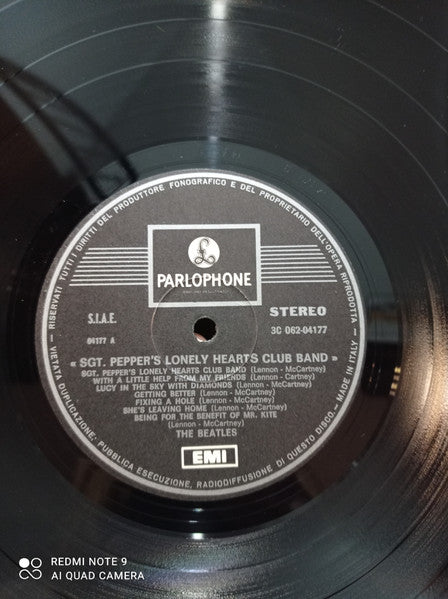 RISERVATI TUTTI I DIRITTI DEL PRODUTTORE FONOGRAFICO E DEL PROPRIETARIO DELL'OPERA RIPRODOTTA
£
PARLOPHONE
S.I.A.E.
04177 A
STEREO
3C 062-04177
« SGT. PEPPER'S LONELY HEARTS CLUB BAND »
SGT. PEPPER'S LONELY HEARTS CLUB BAND (Lennon - McCartney)
WITH A LITTLE HELP FROM MY FRIENDS (Lennon - Cartney)
LUCY IN THE SKY WITH DIAMONDS (Lennon - McCartney)
GETTING BETTER (Lennon - McCartney)
FIXING A HOLE (Lennon - McCartney)
SHE'S LEAVING HOME (Lennon - McCartney)
BEING FOR THE BENEFIT OF MR. KITE
(Lennon - McCartney)
THE BEATLES
EMI
VIETATA DUPLICAZIONE, PUBBLICA ESECUZIONE, RADIODIFFUSIONE DI QUESTO DISCO - MADE IN ITALY -
REDMI NOTE 9
AI QUAD CAMERA